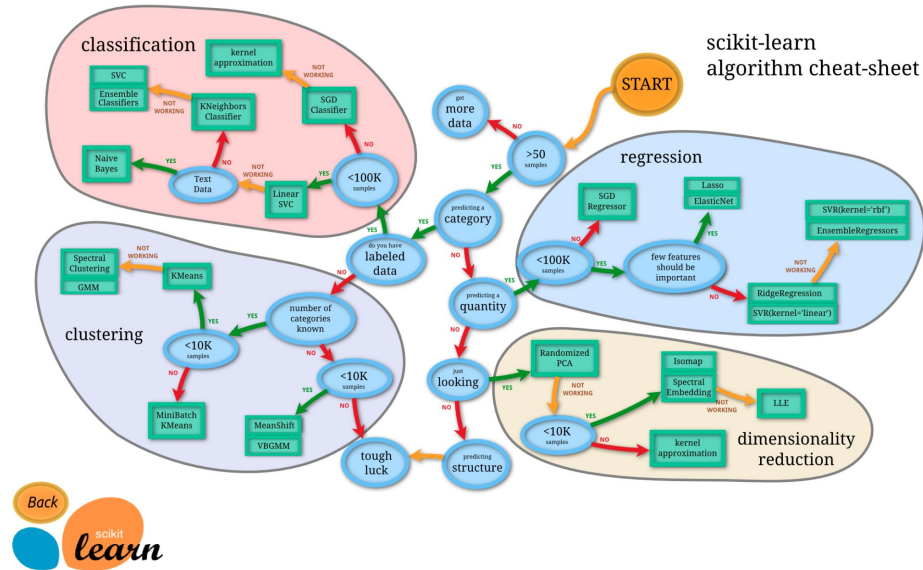 scikit-learn
algorithm cheat-sheet
START
classification
kernel
approximation
NOT
WORKING
SVC
Ensemble
Classifiers
NOT
WORKING
KNeighbors
Classifier
SGD
Classifier
NO
Naive
Bayes
YES
Text
Data
NO
NOT
WORKING
Linear
SVC
YES
<100K
samples
YES
get
more
data
NO
>50
samples
YES
predicting a
category
YES
NO
do you have
labeled
data
NO
predicting a
quantity
YES
NO
just
looking
YES
NO
predicting
structure
tough
luck
regression
SGD
Regressor
NO
<100K
samples
YES
Lasso
ElasticNet
YES
few features
should be
important
NO
SVR(kernel='rbf')
EnsembleRegressors
NOT
WORKING
RidgeRegression
SVR(kernel='linear')
clustering
Spectral
Clustering
GMM
NOT
WORKING
KMeans
YES
<10K
samples
YES
number of
categories
known
NO
NO
MiniBatch
KMeans
<10K
samples
YES
NO
MeanShift
VBGMM
dimensionality
reduction
Randomized
PCA
NOT
WORKING
<10K
samples
YES
NO
Isomap
Spectral
Embedding
NOT
WORKING
LLE
kernel
approximation
Back
scikit
learn